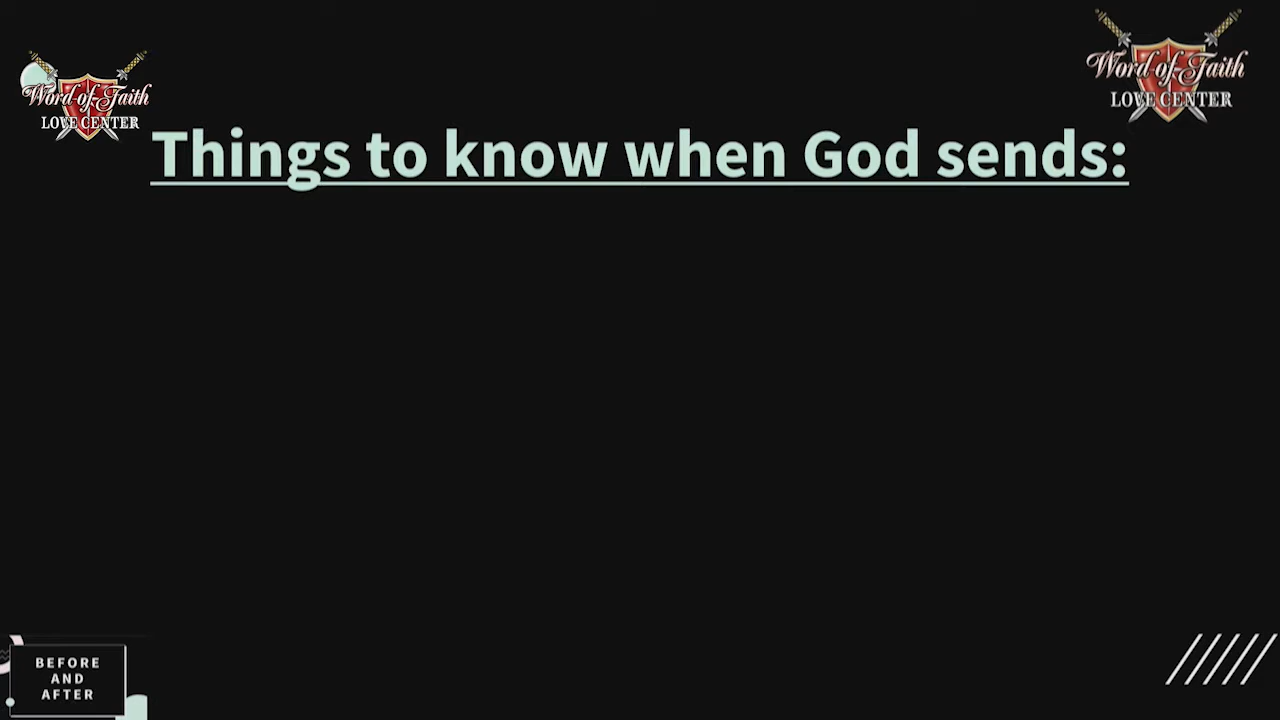 Word of Faith
LOVE CENTER
Word of Faith
LOVE CENTER
Things to know when God sends:
BEFORE
AND
AFTER